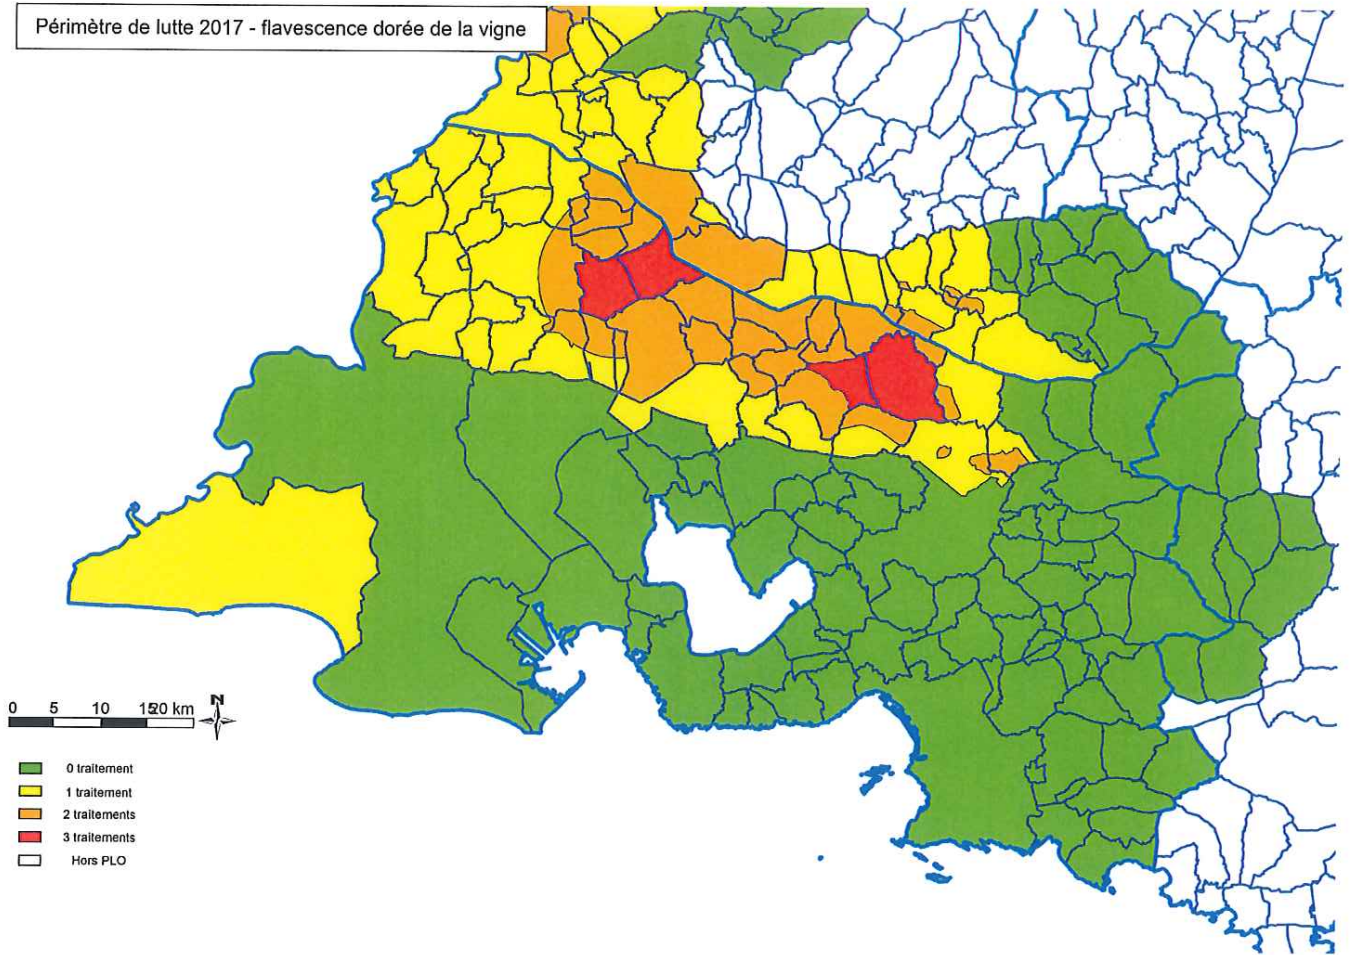 Périmètre de lutte 2017 - flavescence dorée de la vigne
N
0 5 10 15 20 km
0 traitement
1 traitement
2 traitements
3 traitements
Hors PLO